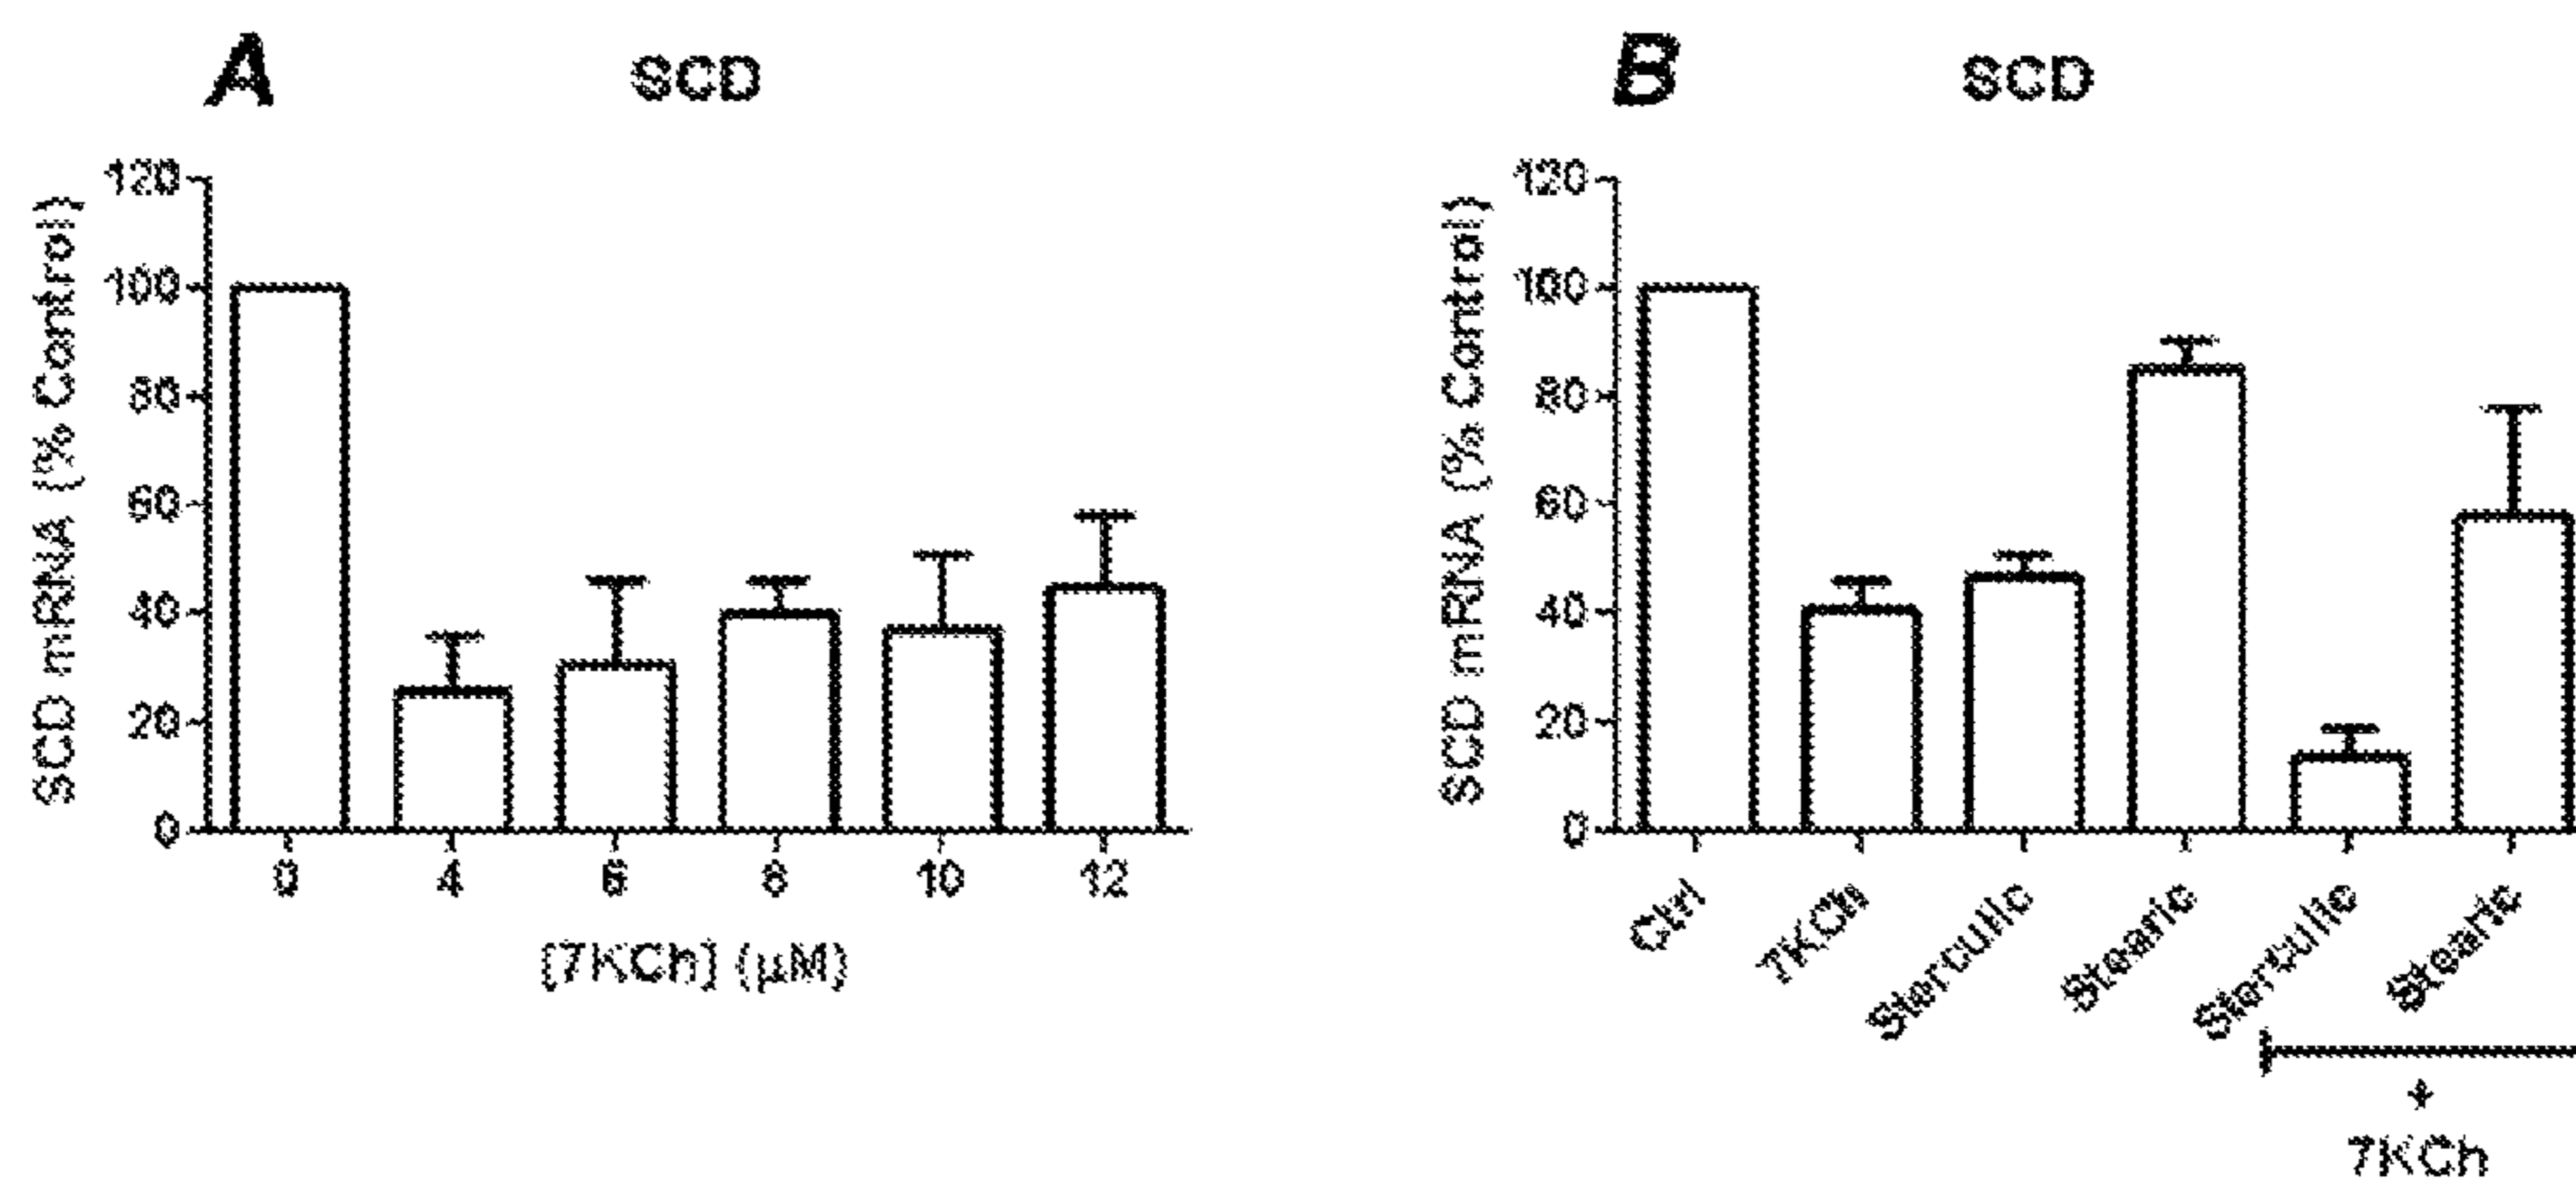 A
SCD
SCD mRNA (% Control)
120
100
80
60
40
20
0
0 4 6 8 10 12
[7KCh] (µM)
B
SCD
SCD mRNA (% Control)
120
100
80
60
40
20
0
Ctrl
7KCh
Sterculic
Stearic
Sterculic
Stearic
*
7KCh